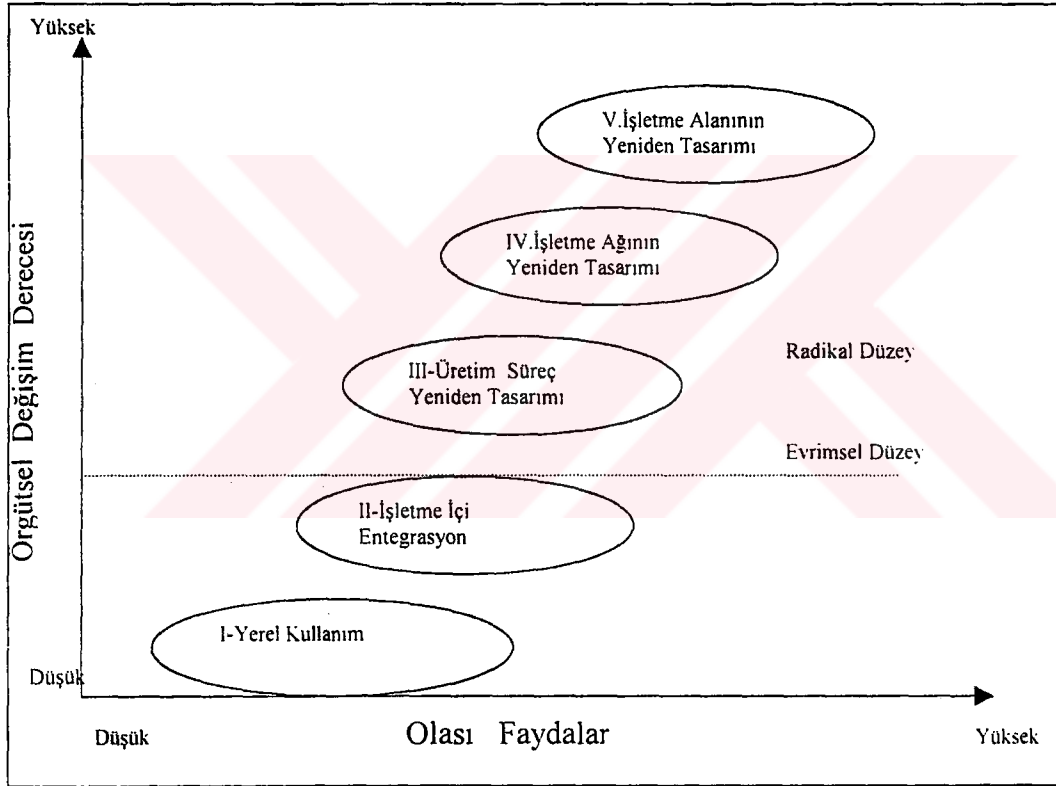 Yüksek
V.İşletme Alanının
Yeniden Tasarımı
IV.İşletme Ağının
Yeniden Tasarımı
Radikal Düzey
III-Üretim Süreç
Yeniden Tasarımı
Evrimsel Düzey
II-İşletme İçi
Entegrasyon
I-Yerel Kullanım
Örgütsel Değişim Derecesi
Düşük
Düşük
Olası Faydalar
Yüksek